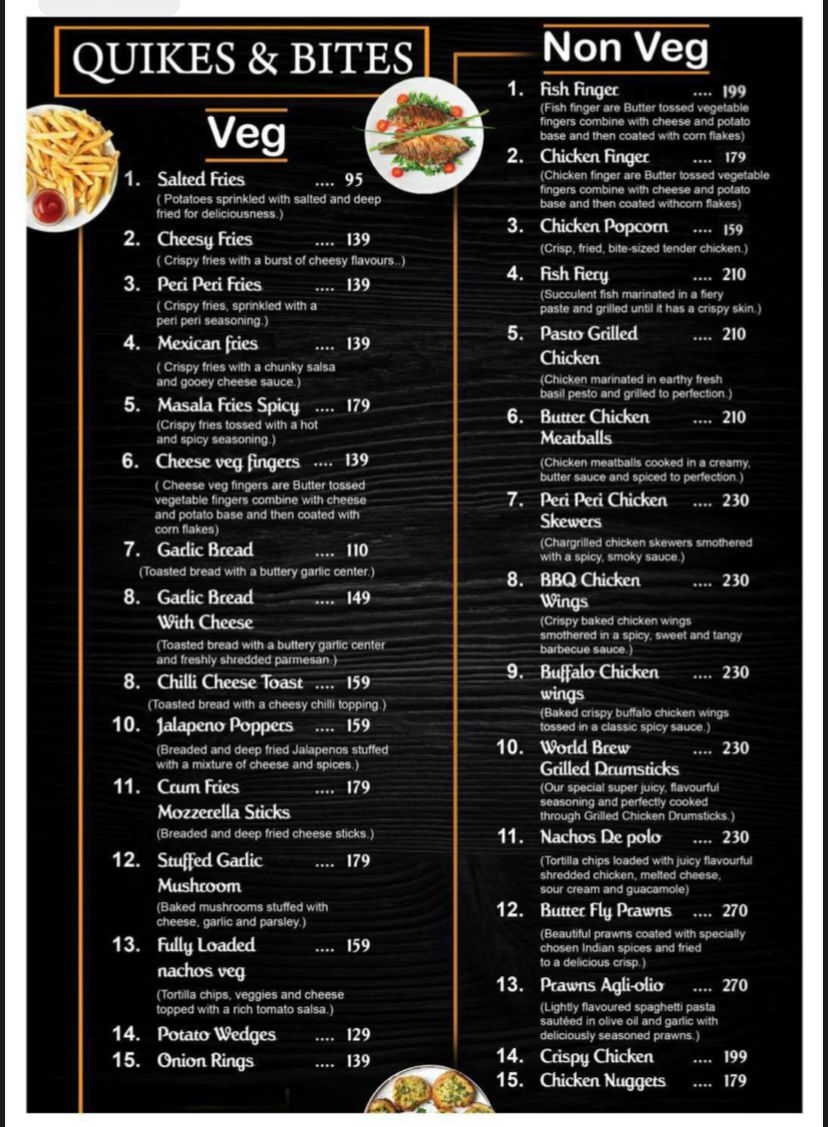 QUIKES & BITES
Veg
1. Salted Fries .... 95
( Potatoes sprinkled with salted and deep
fried for deliciousness.)
2. Cheesy Fries .... 139
( Crispy fries with a burst of cheesy flavours..)
3. Peri Peri Fries .... 139
( Crispy fries, sprinkled with a
peri peri seasoning.)
4. Mexican fries .... 139
( Crispy fries with a chunky salsa
and gooey cheese sauce.)
5. Masala Fries Spicy .... 179
(Crispy fries tossed with a hot
and spicy seasoning.)
6. Cheese veg fingers .... 139
( Cheese veg fingers are Butter tossed
vegetable fingers combine with cheese
and potato base and then coated with
corn flakes)
7. Garlic Bread .... 110
(Toasted bread with a buttery garlic center.)
8. Garlic Bread .... 149
With Cheese
(Toasted bread with a buttery garlic center
and freshly shredded parmesan.)
8. Chilli Cheese Toast .... 159
(Toasted bread with a cheesy chilli topping.)
10. Jalapeno Poppers .... 159
(Breaded and deep fried Jalapenos stuffed
with a mixture of cheese and spices.)
11. Crum Fries .... 179
Mozzerella Sticks
(Breaded and deep fried cheese sticks.)
12. Stuffed Garlic .... 179
Mushroom
(Baked mushrooms stuffed with
cheese, garlic and parsley.)
13. Fully Loaded .... 159
nachos veg
(Tortilla chips, veggies and cheese
topped with a rich tomato salsa.)
14. Potato Wedges .... 129
15. Onion Rings .... 139
Non Veg
1. Fish Finger .... 199
(Fish finger are Butter tossed vegetable
fingers combine with cheese and potato
base and then coated with corn flakes)
2. Chicken Finger .... 179
(Chicken finger are Butter tossed vegetable
fingers combine with cheese and potato
base and then coated withcorn flakes)
3. Chicken Popcorn .... 159
(Crisp, fried, bite-sized tender chicken.)
4. Fish Fiery .... 210
(Succulent fish marinated in a fiery
paste and grilled until it has a crispy skin.)
5. Pasto Grilled .... 210
Chicken
(Chicken marinated in earthy fresh
basil pesto and grilled to perfection.)
6. Butter Chicken .... 210
Meatballs
(Chicken meatballs cooked in a creamy,
butter sauce and spiced to perfection.)
7. Peri Peri Chicken .... 230
Skewers
(Chargrilled chicken skewers smothered
with a spicy, smoky sauce.)
8. BBQ Chicken .... 230
Wings
(Crispy baked chicken wings
smothered in a spicy, sweet and tangy
barbecue sauce.)
9. Buffalo Chicken .... 230
wings
(Baked crispy buffalo chicken wings
tossed in a classic spicy sauce.)
10. World Brew .... 230
Grilled Drumsticks
(Our special super juicy, flavourful
seasoning and perfectly cooked
through Grilled Chicken Drumsticks.)
11. Nachos De polo .... 230
(Tortilla chips loaded with juicy flavourful
shredded chicken, melted cheese,
sour cream and guacamole)
12. Butter Fly Prawns .... 270
(Beautiful prawns coated with specially
chosen Indian spices and fried
to a delicious crisp.)
13. Prawns Agli-olio .... 270
(Lightly flavoured spaghetti pasta
sautéed in olive oil and garlic with
deliciously seasoned prawns.)
14. Crispy Chicken .... 199
15. Chicken Nuggets .... 179